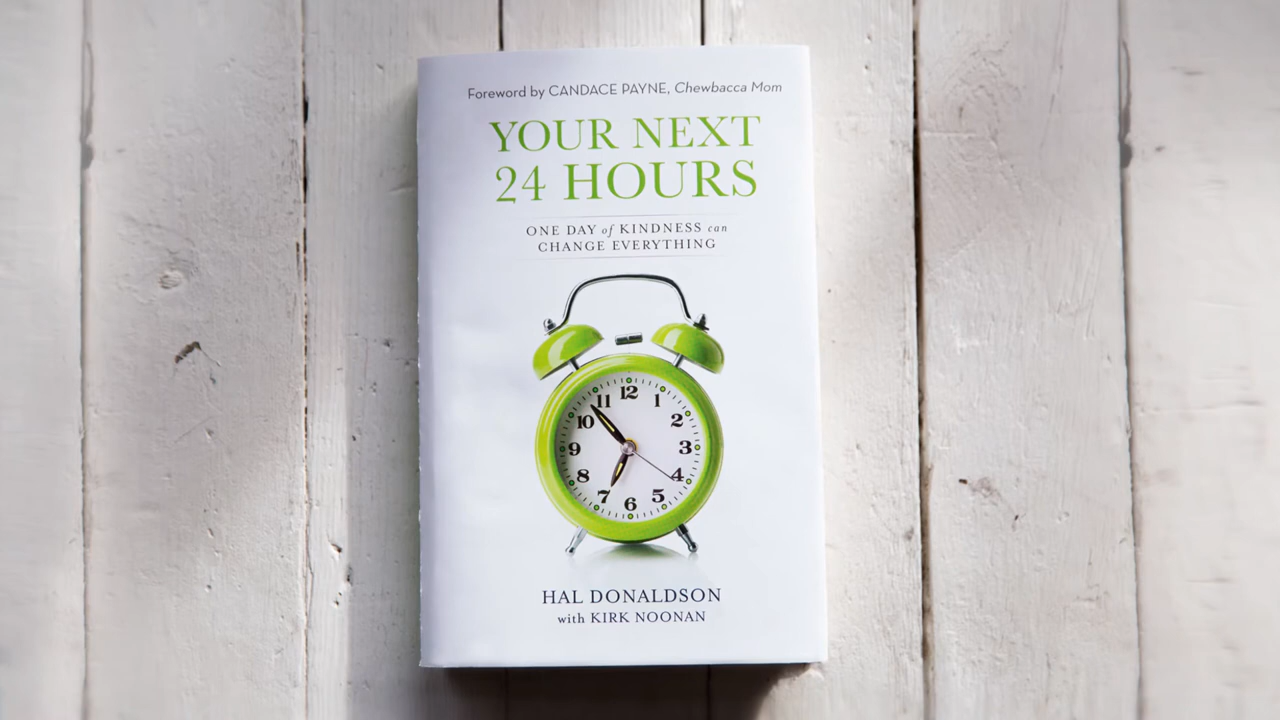 Foreword by CANDACE PAYNE, Chewbacca Mom
YOUR NEXT
24 HOURS
ONE DAY of KINDNESS can
CHANGE EVERYTHING
12
11
1
10
2
9
3
8
4
7
5
6
HAL DONALDSON
with KIRK NOONAN